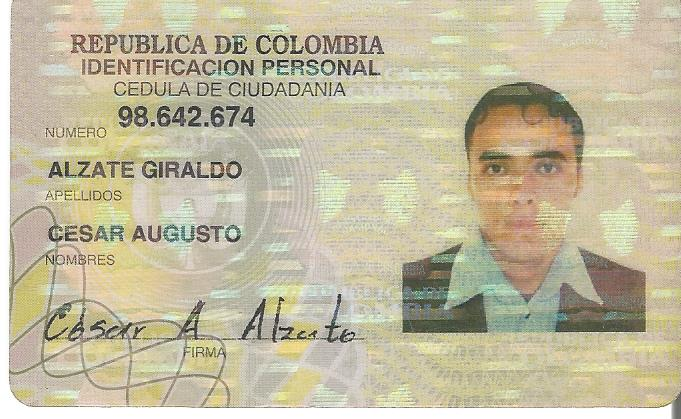 REPUBLICA DE COLOMBIA
IDENTIFICACION PERSONAL
CEDULA DE CIUDADANIA
NUMERO 98.642.674
ALZATE GIRALDO
APELLIDOS
CESAR AUGUSTO
NOMBRES
César A Alzate
FIRMA